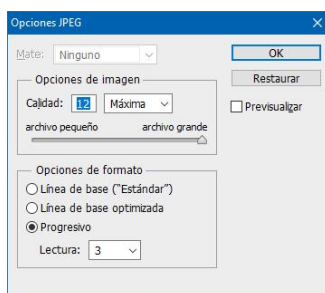 Opciones JPEG
Mate: Ninguno
OK
Opciones de imagen
Restaurar
Calidad: 12 Máxima
Previsualizar
archivo pequeño archivo grande
Opciones de formato
Línea de base ("Estándar")
Línea de base optimizada
Progresivo
Lectura: 3